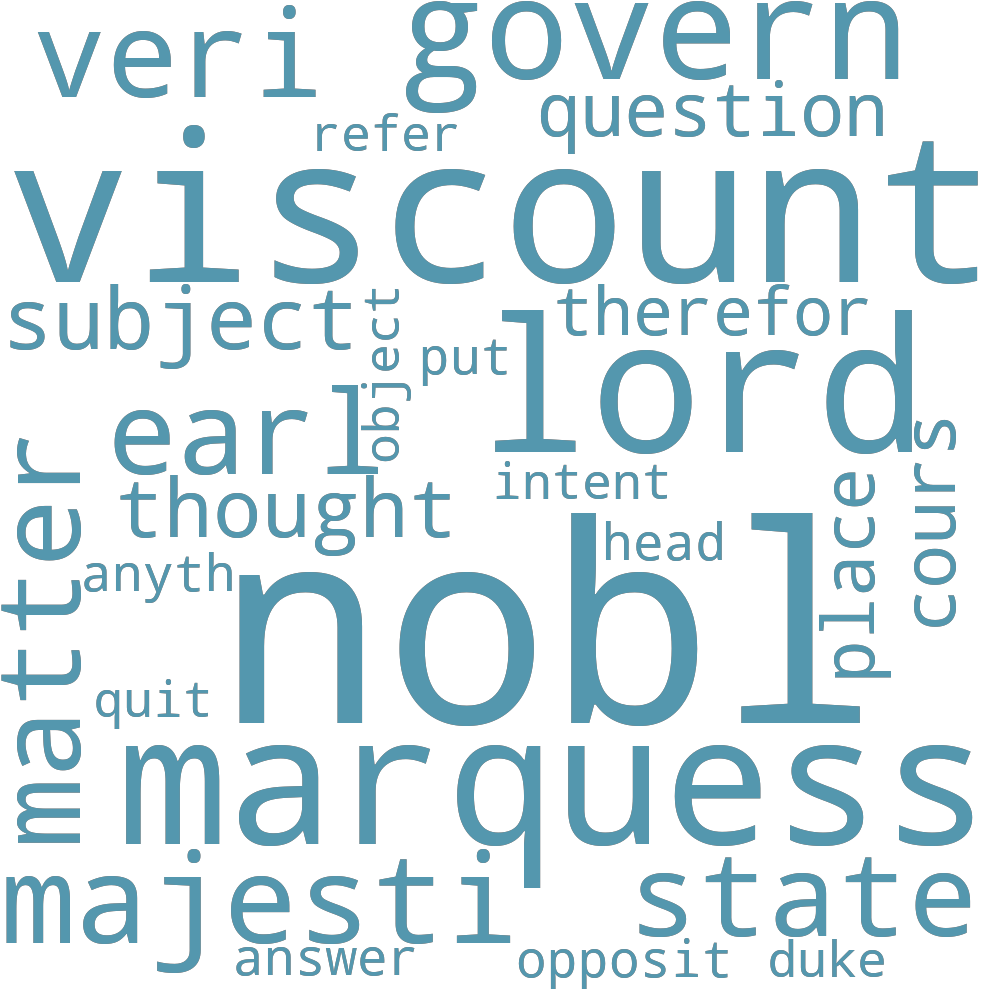 veri govern
refer question
viscount
subject object therefor
put lord
earl
matter thought intent place cours
anyth nobl head
quit
marquess
majesti state
answer opposit duke